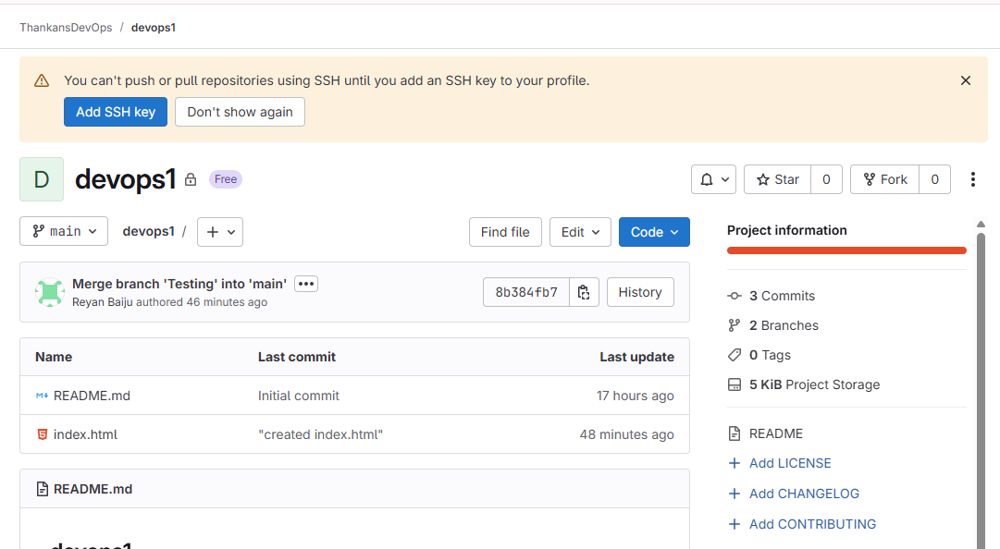 ThankansDevOps / devops1
You can't push or pull repositories using SSH until you add an SSH key to your profile.
Add SSH key Don't show again
D devops1 Free Star 0 Fork 0
main devops1 / Find file Edit Code
Project information
Merge branch 'Testing' into 'main'
Reyan Baiju authored 46 minutes ago
8b384fb7 History
3 Commits
2 Branches
0 Tags
5 KiB Project Storage
Name Last commit Last update
README.md Initial commit 17 hours ago
index.html "created index.html" 48 minutes ago
README
Add LICENSE
Add CHANGELOG
Add CONTRIBUTING
README.md
devops1